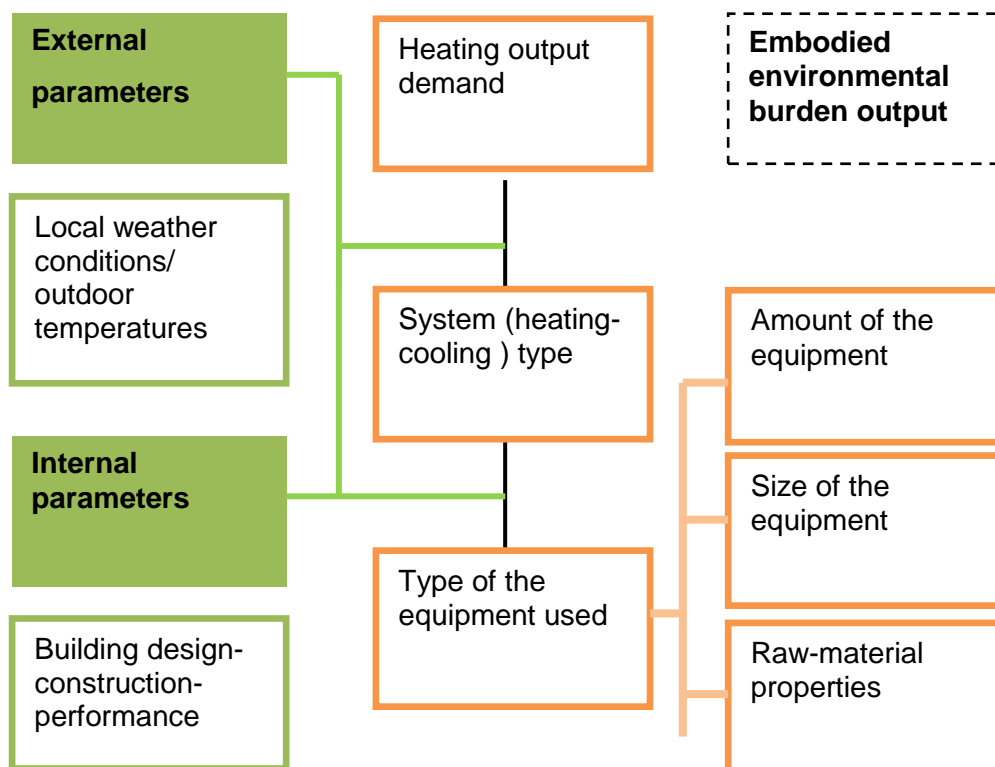 External
parameters
Local weather
conditions/
outdoor
temperatures
Internal
parameters
Building design-
construction-
performance
Heating output
demand
System (heating-
cooling ) type
Type of the
equipment used
Embodied
environmental
burden output
Amount of the
equipment
Size of the
equipment
Raw-material
properties